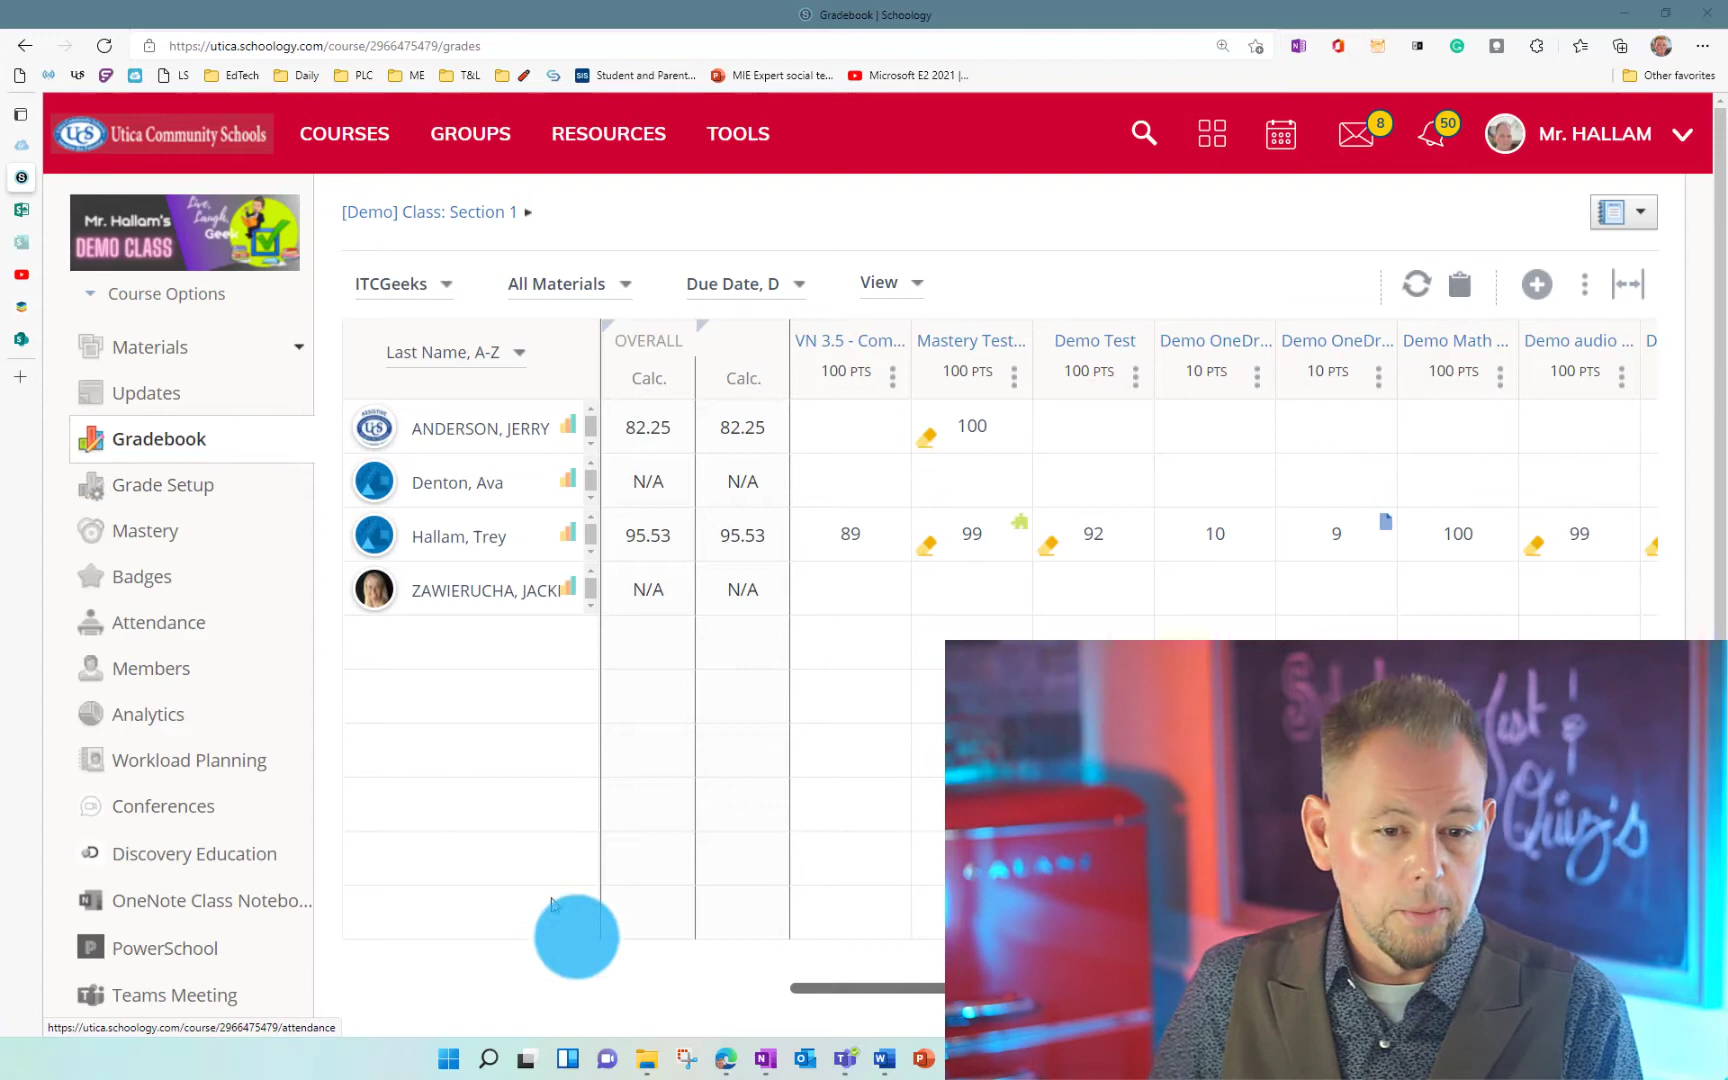 Gradebook | Schoology
https://utica.schoology.com/course/2966475479/grades
LS
EdTech
Daily
PLC
ME
T&L
SIS
Student and Parent...
MIE Expert social te...
Microsoft E2 2021 |...
Other favorites
UCS
Utica Community Schools
COURSES
GROUPS
RESOURCES
TOOLS
8
50
Mr. HALLAM
Mr. Hallam's
DEMO CLASS
Live,
Laugh,
Geek
Course Options
Materials
Updates
Gradebook
Grade Setup
Mastery
Badges
Attendance
Members
Analytics
Workload Planning
Conferences
Discovery Education
OneNote Class Notebo...
PowerSchool
Teams Meeting
https://utica.schoology.com/course/2966475479/attendance
[Demo] Class: Section 1
ITCGeeks
All Materials
Due Date, D
View
Last Name, A-Z
OVERALL
Calc.
Calc.
VN 3.5 - Com...
100 PTS
Mastery Test...
100 PTS
Demo Test
100 PTS
Demo OneDr...
10 PTS
Demo OneDr...
10 PTS
Demo Math ...
100 PTS
Demo audio ...
100 PTS
D
ANDERSON, JERRY 82.25 82.25 100
Denton, Ava N/A N/A
Hallam, Trey 95.53 95.53 89 99 92 10 9 100 99
ZAWIERUCHA, JACKI N/A N/A